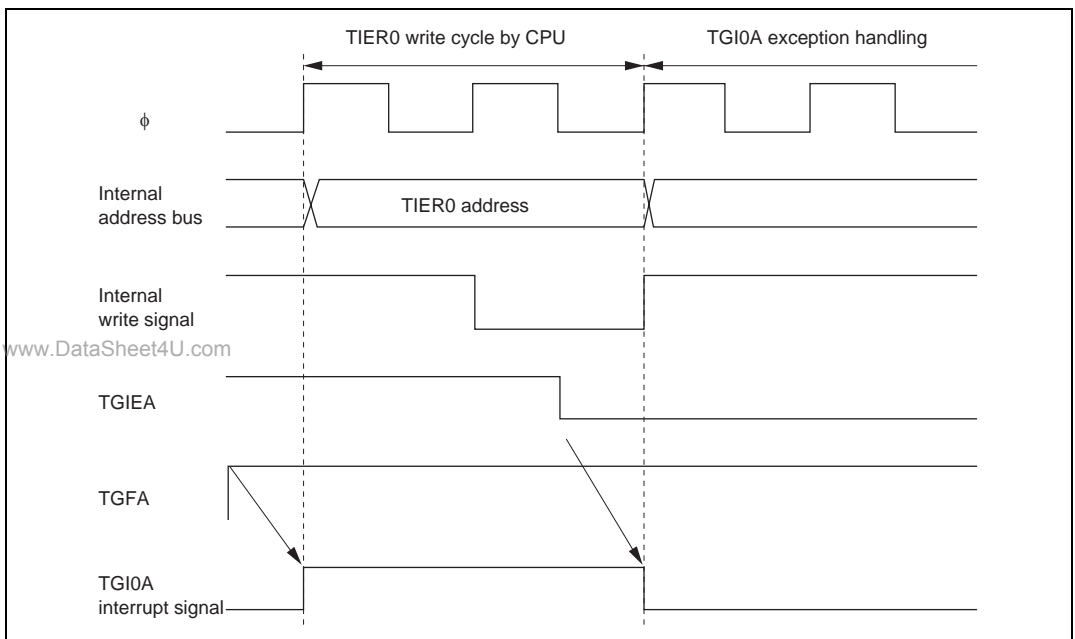 TIER0 write cycle by CPU
TGI0A exception handling
ϕ
Internal
address bus
TIER0 address
Internal
write signal
www.DataSheet4U.com
TGIEA
TGFA
TGI0A
interrupt signal